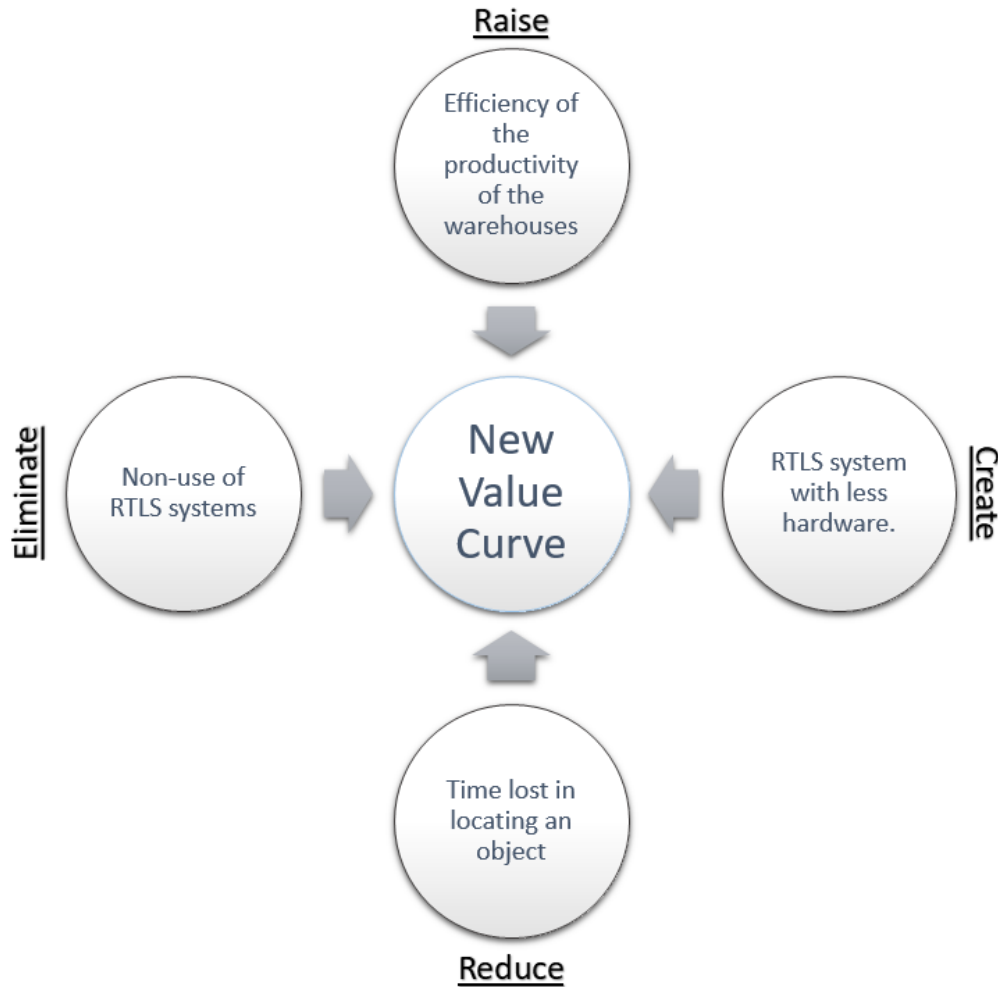 Raise
Efficiency of
the
productivity
of the
warehouses
Eliminate
Non-use of
RTLS systems
New
Value
Curve
RTLS system
with less
hardware.
Create
Time lost in
locating an
object
Reduce